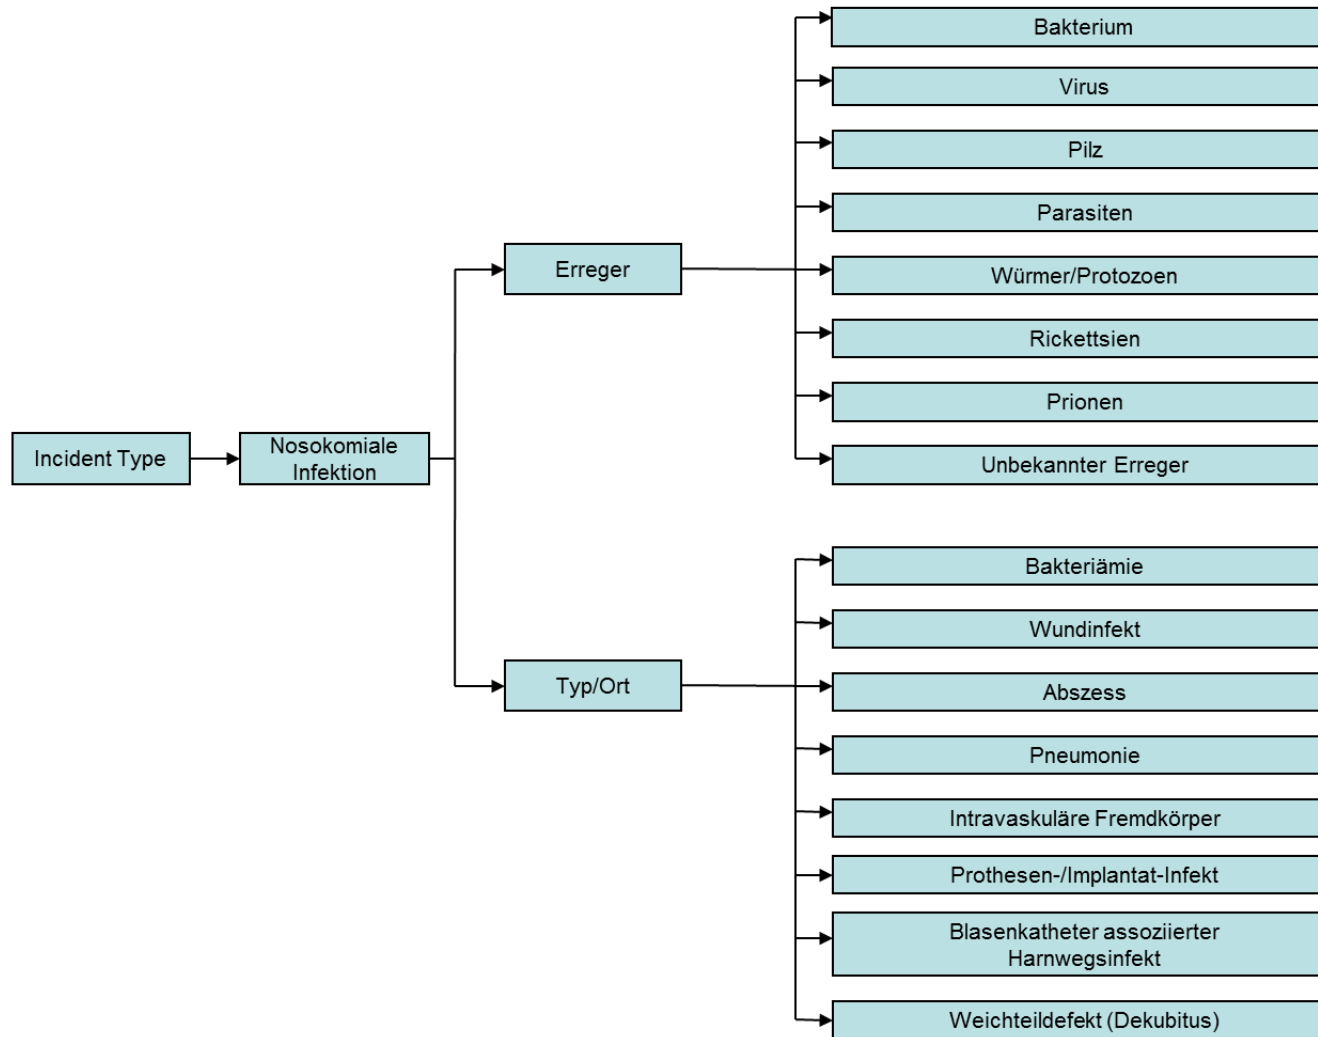 Incident Type
Nosokomiale
Infektion
Erreger
Bakterium
Virus
Pilz
Parasiten
Würmer/Protozoen
Rickettsien
Prionen
Unbekannter Erreger
Typ/Ort
Bakteriämie
Wundinfekt
Abszess
Pneumonie
Intravaskuläre Fremdkörper
Prothesen-/Implantat-Infekt
Blasenkatheter assoziierter
Harnwegsinfekt
Weichteildefekt (Dekubitus)